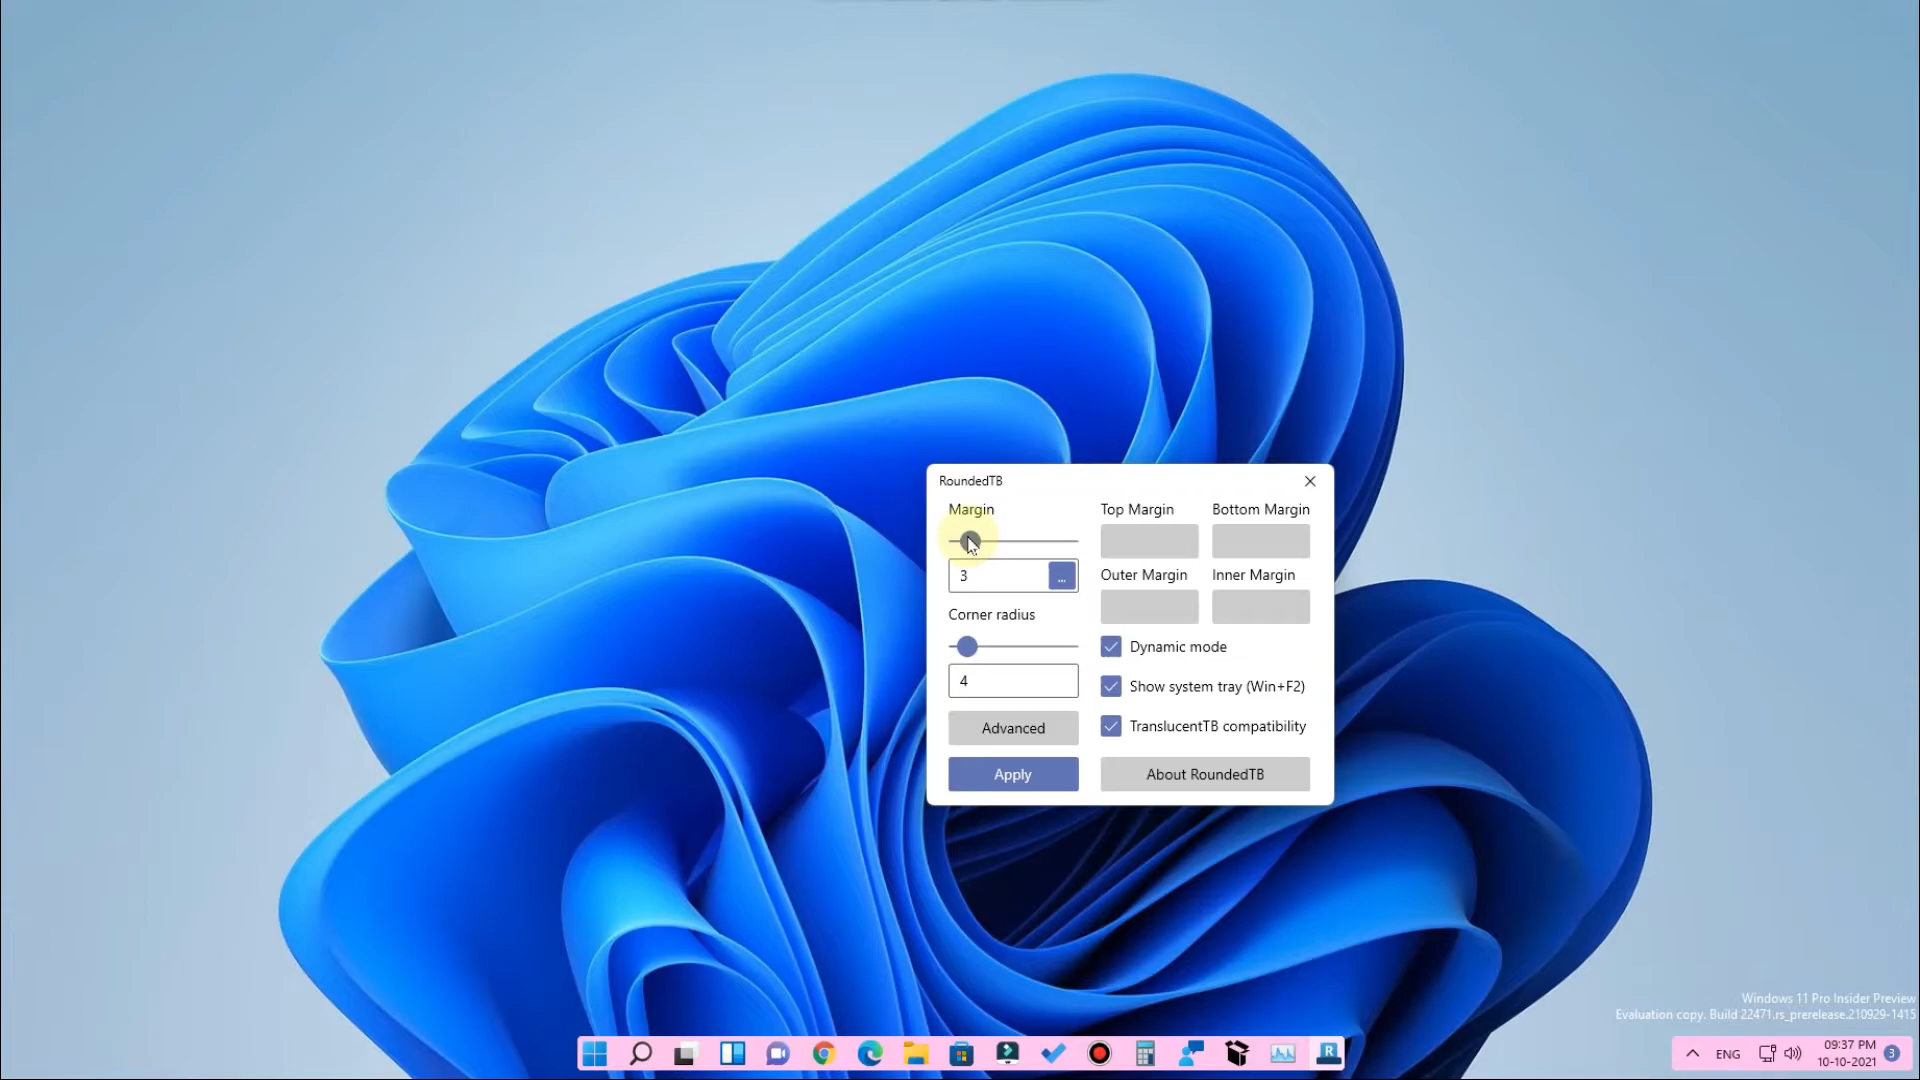 RoundedTB
Margin
Top Margin
Bottom Margin
3
...
Outer Margin
Inner Margin
Corner radius
Dynamic mode
4
Show system tray (Win+F2)
Advanced
TranslucentTB compatibility
Apply
About RoundedTB
Windows 11 Pro Insider Preview
Evaluation copy. Build 22471.rs_prerelease.210929-1415
R
ENG
09:37 PM
10-10-2021
3